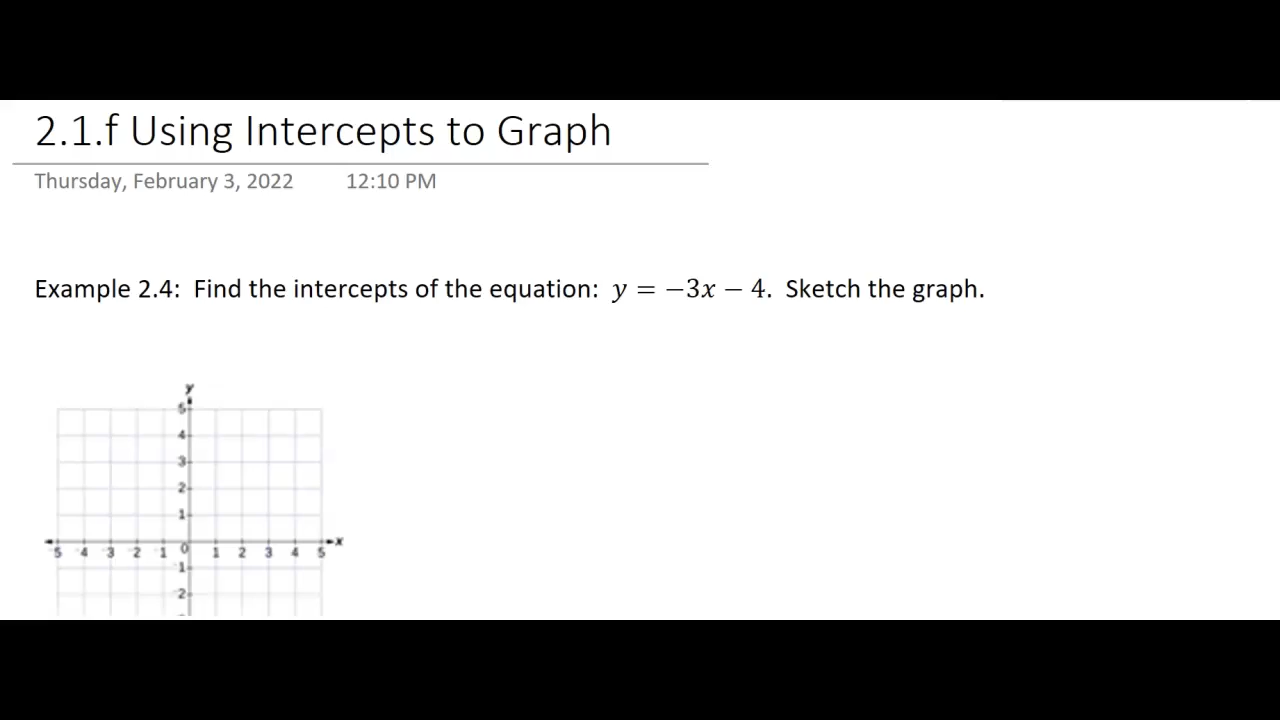 2.1.f Using Intercepts to Graph
Thursday, February 3, 2022 12:10 PM
Example 2.4: Find the intercepts of the equation: y = −3x − 4. Sketch the graph.
y
5
4
3
2
1
-5 -4 -3 -2 -1 0 1 2 3 4 5 x
-1
-2